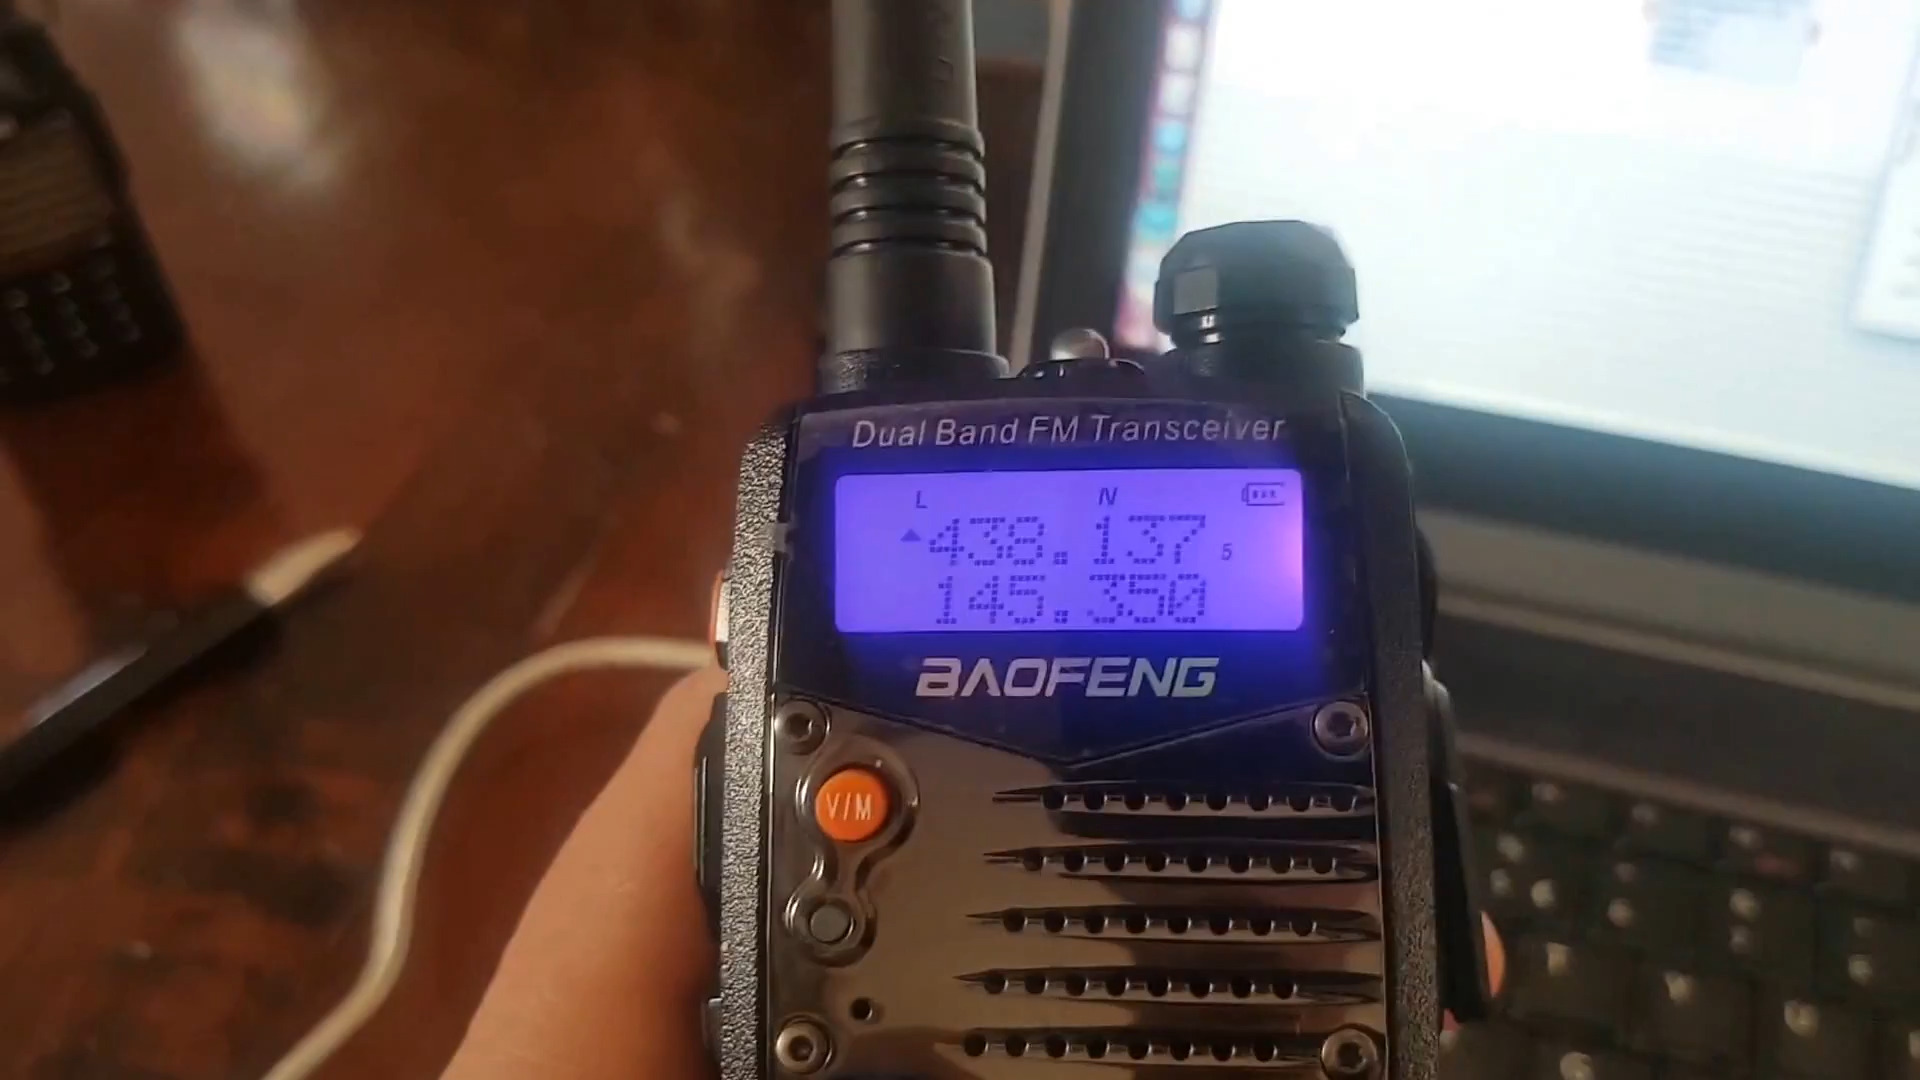 Dual Band FM Transceiver
L N
438.137 5
145.350
BAOFENG
V/M